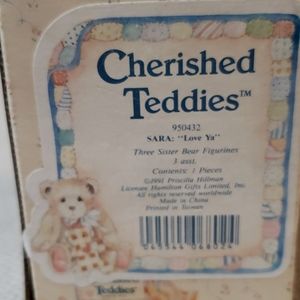 Cherished
Teddies™
950432
SARA: "Love Ya"
Three Sister Bear Figurines
3 asst.
Contents: 1 Pieces
©1991 Priscilla Hillman
Licensee Hamilton Gifts Limited, Inc.
All rights reserved worldwide
Made in China
Printed in Taiwan
Teddies